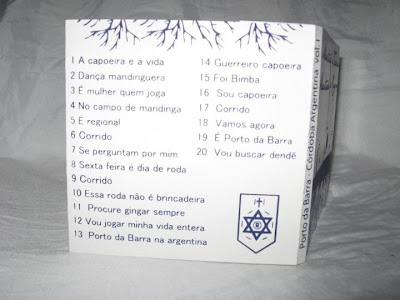 1 A capoeira e a vida
2 Dança mandinguera
3 É mulher quem joga
4 No campo de mandinga
5 É regional
6 Corrido
7 Se perguntam por mim
8 Sexta feira é dia de roda
9 Corrido
10 Essa roda não é brincadeira
11 Procure gingar sempre
12 Vou jogar minha vida entera
13 Porto da Barra na argentina
14 Guerreiro capoeira
15 Foi Bimba
16 Sou capoeira
17 Corrido
18 Vamos agora
19 É Porto da Barra
20 Vou buscar dendê
R
Porto da Barra - Córdoba Argentina vol 1